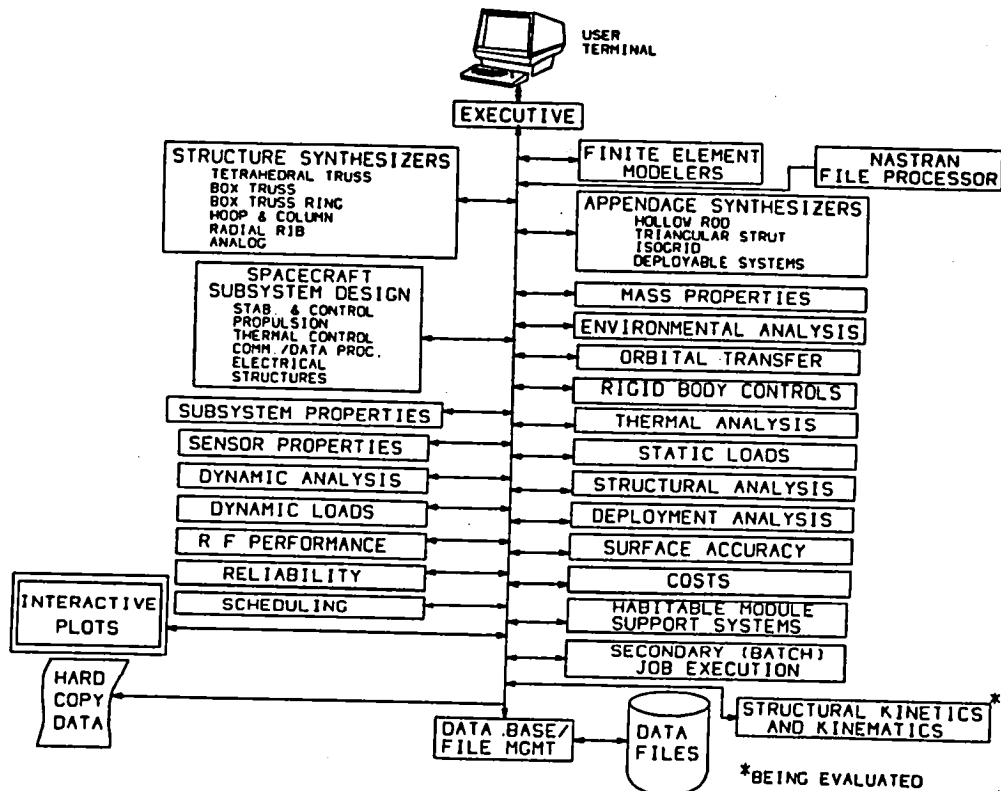 USER
TERMINAL
EXECUTIVE
STRUCTURE SYNTHESIZERS
TETRAHEDRAL TRUSS
BOX TRUSS
BOX TRUSS RING
HOOP & COLUMN
RADIAL RIB
ANALOG
FINITE ELEMENT
MODELERS
NASTRAN
FILE PROCESSOR
APPENDAGE SYNTHESIZERS
HOLLOW ROD
TRIANGULAR STRUT
ISOGRID
DEPLOYABLE SYSTEMS
SPACECRAFT
SUBSYSTEM DESIGN
STAB. & CONTROL
PROPULSION
THERMAL CONTROL
COMM./DATA PROC.
ELECTRICAL
STRUCTURES
MASS PROPERTIES
ENVIRONMENTAL ANALYSIS
ORBITAL TRANSFER
RIGID BODY CONTROLS
SUBSYSTEM PROPERTIES
THERMAL ANALYSIS
SENSOR PROPERTIES
STATIC LOADS
DYNAMIC ANALYSIS
STRUCTURAL ANALYSIS
DYNAMIC LOADS
DEPLOYMENT ANALYSIS
R F PERFORMANCE
SURFACE ACCURACY
RELIABILITY
COSTS
SCHEDULING
HABITABLE MODULE
SUPPORT SYSTEMS
INTERACTIVE
PLOTS
SECONDARY (BATCH)
JOB EXECUTION
HARD
COPY
DATA
DATA .BASE/
FILE MGMT
DATA
FILES
STRUCTURAL KINETICS
AND KINEMATICS
*
*BEING EVALUATED